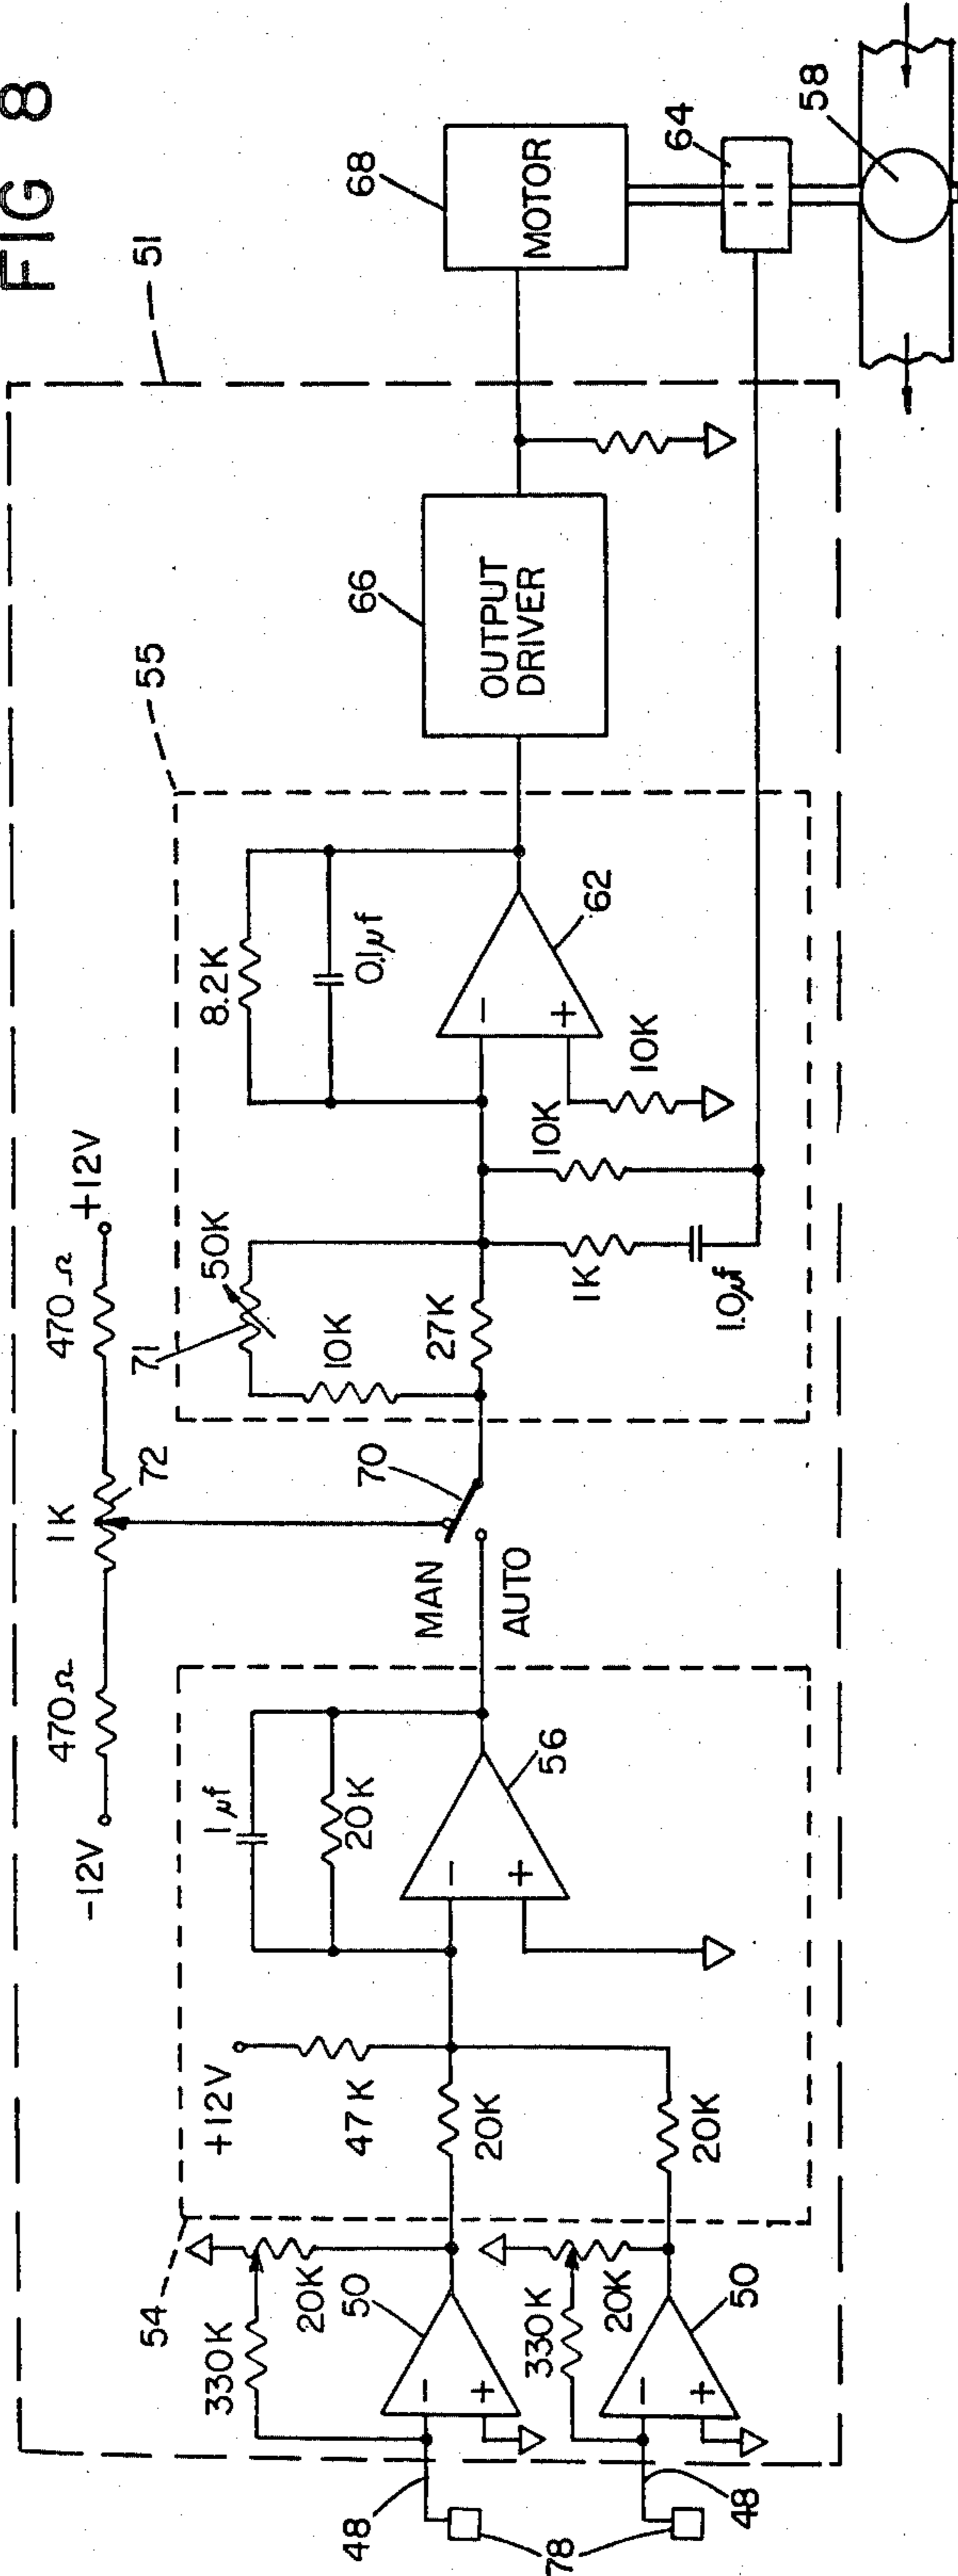 FIG 8
51
-12V
470Ω
1K
72
470Ω
+12V
54
330K
20K
50
330K
20K
50
48
48
78
+12V
47K
20K
20K
1µf
20K
-
+
56
-
+
-
+
MAN
AUTO
70
71
50K
10K
27K
1K
1.0µf
10K
10K
8.2K
0.1µf
-
+
62
55
66
OUTPUT
DRIVER
68
MOTOR
64
58